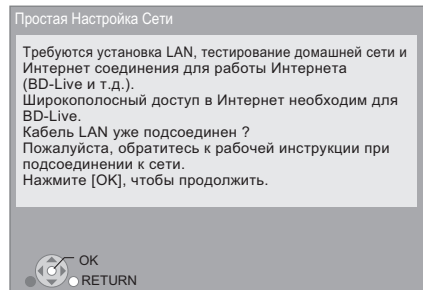 Простая Настройка Сети
Требуются установка LAN, тестирование домашней сети и
Интернет соединения для работы Интернета
(BD-Live и т.д.).
Широкополосный доступ в Интернет необходим для
BD-Live.
Кабель LAN уже подсоединен ?
Пожалуйста, обратитесь к рабочей инструкции при
подсоединении к сети.
Нажмите [OK], чтобы продолжить.
OK
RETURN